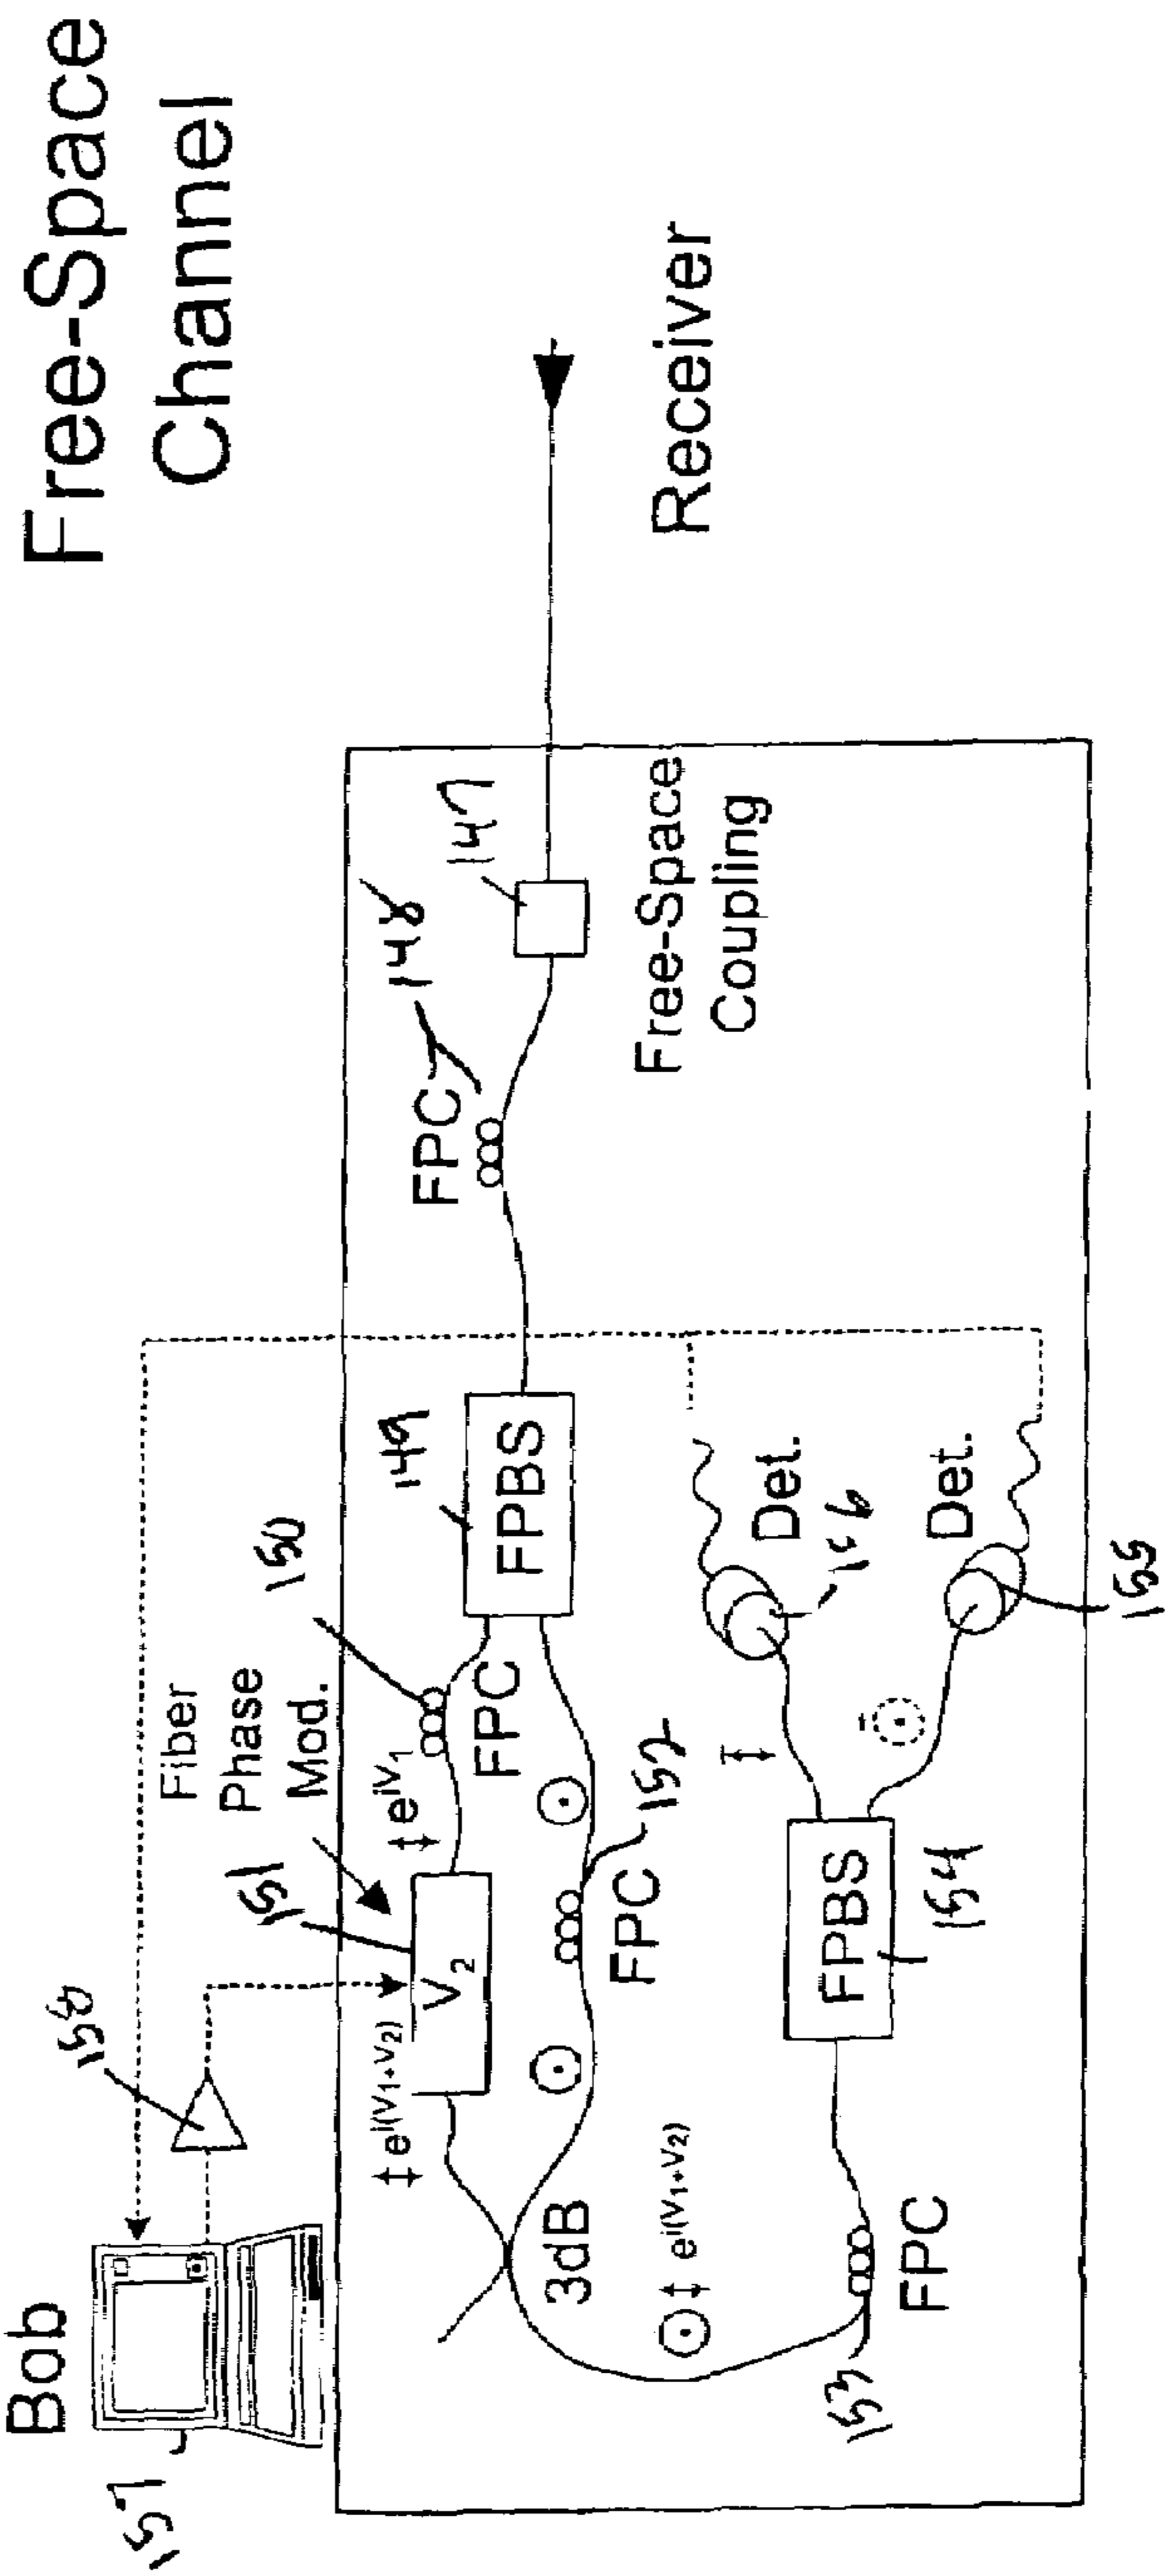 Free-Space
Channel
Bob
157
158
Receiver
Fiber
Phase
Mod.
151
150
149
FPBS
FPC
148
147
Free-Space
Coupling
e^iV₁
FPC
V₂
e^i(V₁+V₂)
FPC
152
3dB
e^i(V₁+V₂)
153
FPC
FPBS
154
Det.
156
Det.
155